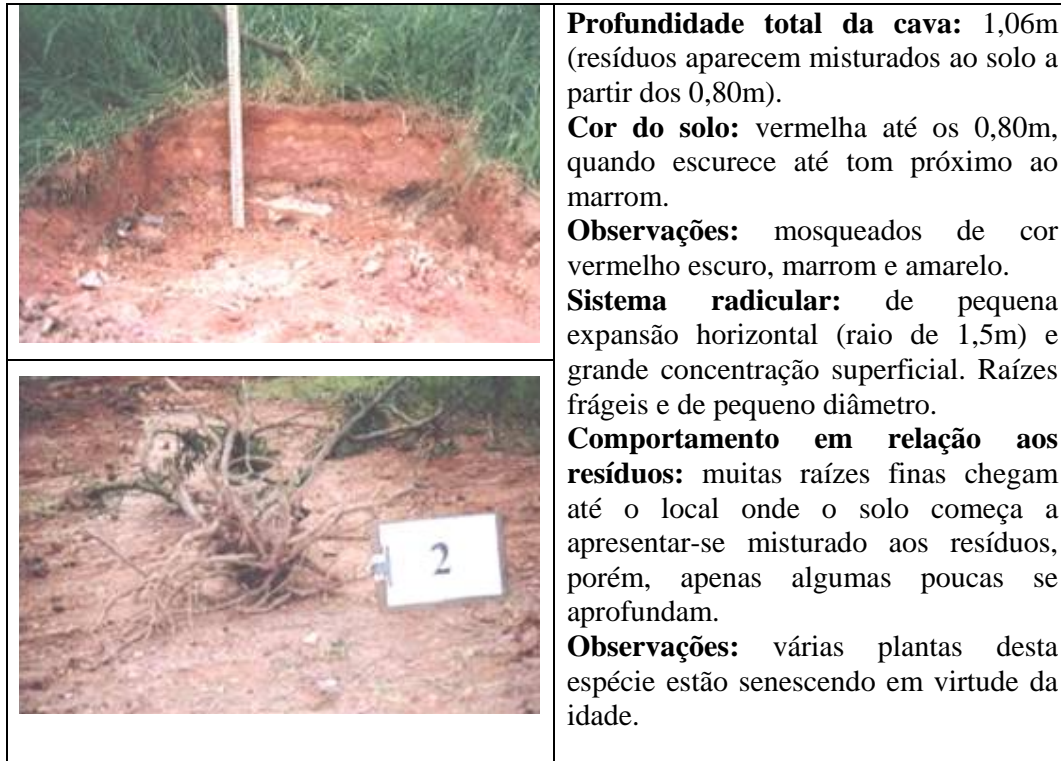 Profundidade total da cava: 1,06m
(resíduos aparecem misturados ao solo a
partir dos 0,80m).
Cor do solo: vermelha até os 0,80m,
quando escurece até tom próximo ao
marrom.
Observações: mosqueados de cor
vermelho escuro, marrom e amarelo.
Sistema radicular: de pequena
expansão horizontal (raio de 1,5m) e
grande concentração superficial. Raízes
frágeis e de pequeno diâmetro.
Comportamento em relação aos
resíduos: muitas raízes finas chegam
até o local onde o solo começa a
apresentar-se misturado aos resíduos,
porém, apenas algumas poucas se
aprofundam.
Observações: várias plantas desta
espécie estão senescendo em virtude da
idade.
2